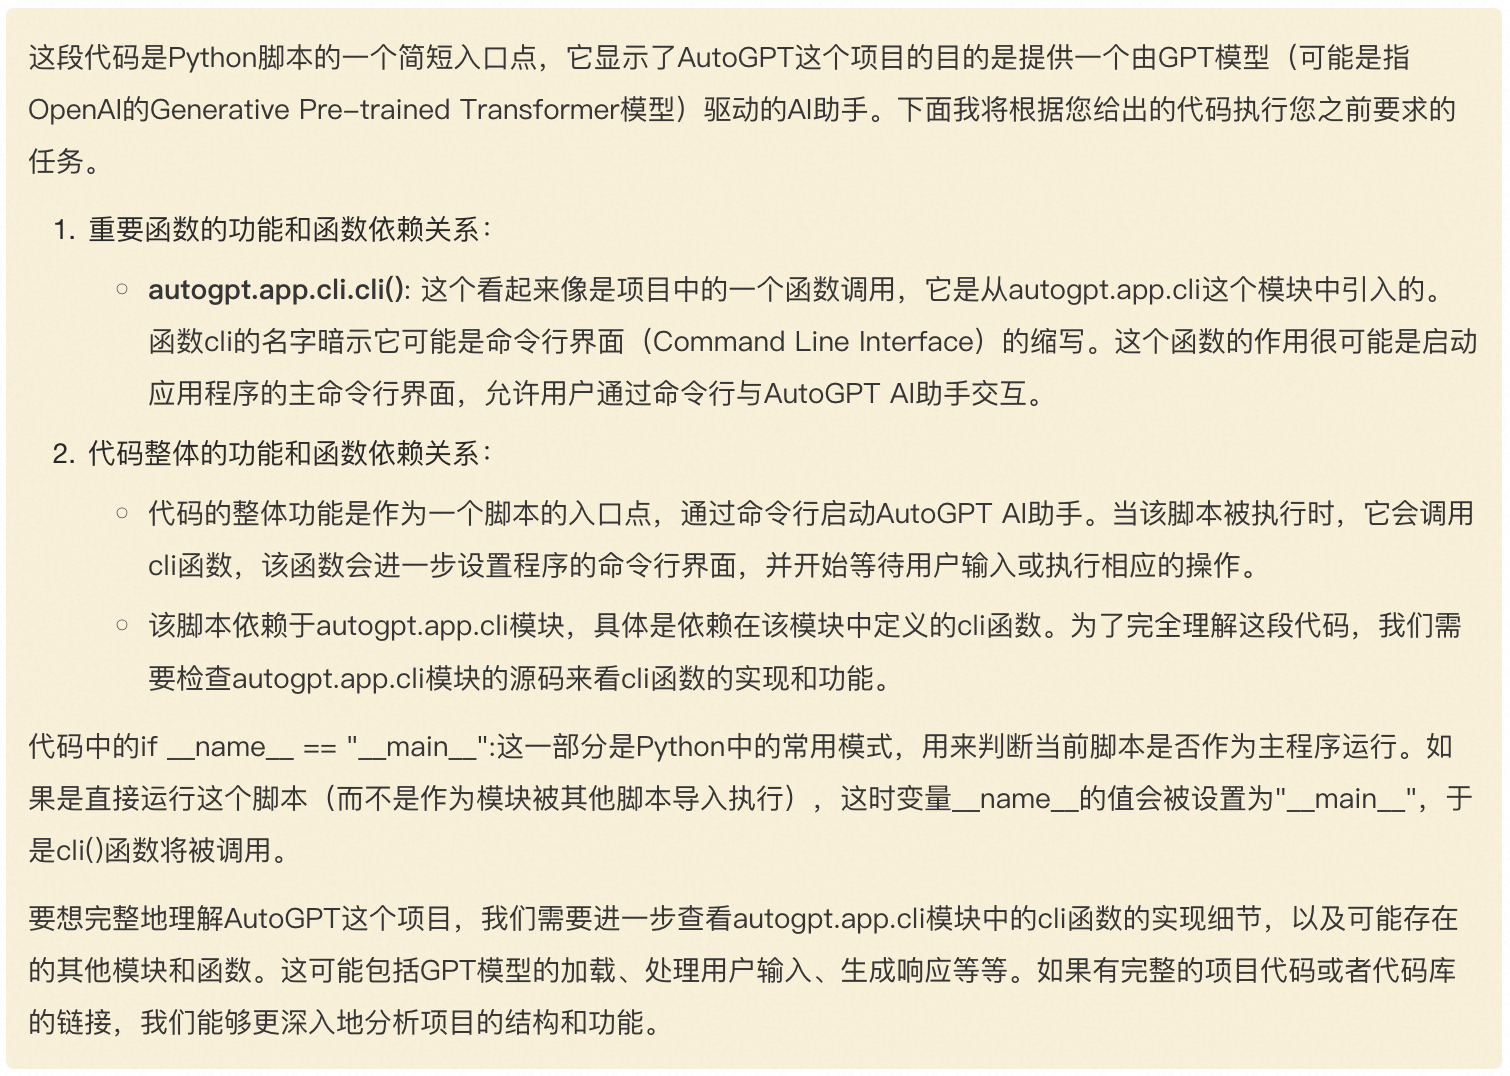 这段代码是Python脚本的一个简短入口点，它显示了AutoGPT这个项目的目的是提供一个由GPT模型（可能是指
OpenAI的Generative Pre-trained Transformer模型）驱动的AI助手。下面我将根据您给出的代码执行您之前要求的
任务。
1. 重要函数的功能和函数依赖关系：
○ autogpt.app.cli.cli(): 这个看起来像是项目中的一个函数调用，它是从autogpt.app.cli这个模块中引入的。
函数cli的名字暗示它可能是命令行界面（Command Line Interface）的缩写。这个函数的作用很可能是启动
应用程序的主命令行界面，允许用户通过命令行与AutoGPT AI助手交互。
2. 代码整体的功能和函数依赖关系：
○ 代码的整体功能是作为一个脚本的入口点，通过命令行启动AutoGPT AI助手。当该脚本被执行时，它会调用
cli函数，该函数会进一步设置程序的命令行界面，并开始等待用户输入或执行相应的操作。
○ 该脚本依赖于autogpt.app.cli模块，具体是依赖在该模块中定义的cli函数。为了完全理解这段代码，我们需
要检查autogpt.app.cli模块的源码来看cli函数的实现和功能。
代码中的if __name__ == "__main__":这一部分是Python中的常用模式，用来判断当前脚本是否作为主程序运行。如
果是直接运行这个脚本（而不是作为模块被其他脚本导入执行），这时变量__name__的值会被设置为"__main__"，于
是cli()函数将被调用。
要想完整地理解AutoGPT这个项目，我们需要进一步查看autogpt.app.cli模块中的cli函数的实现细节，以及可能存在
的其他模块和函数。这可能包括GPT模型的加载、处理用户输入、生成响应等等。如果有完整的项目代码或者代码库
的链接，我们能够更深入地分析项目的结构和功能。